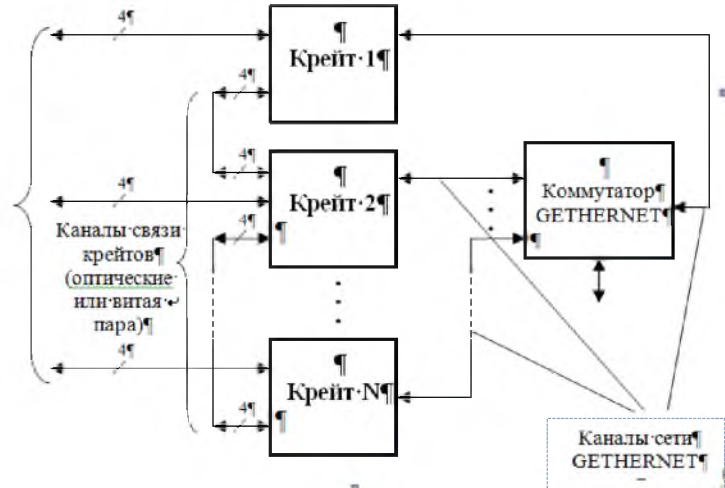 4¶
¶
Крейт·1¶
4¶
4¶
4¶
¶
Крейт·2¶
4¶
¶
¶
Коммутатор¶
GETHERNET¶
¶
Каналы·связи·
крейтов¶
(оптические·
или·витая·↵
пара)¶
4¶
¶
Крейт·N¶
¶
4¶
Каналы·сети¶
GETHERNET¶